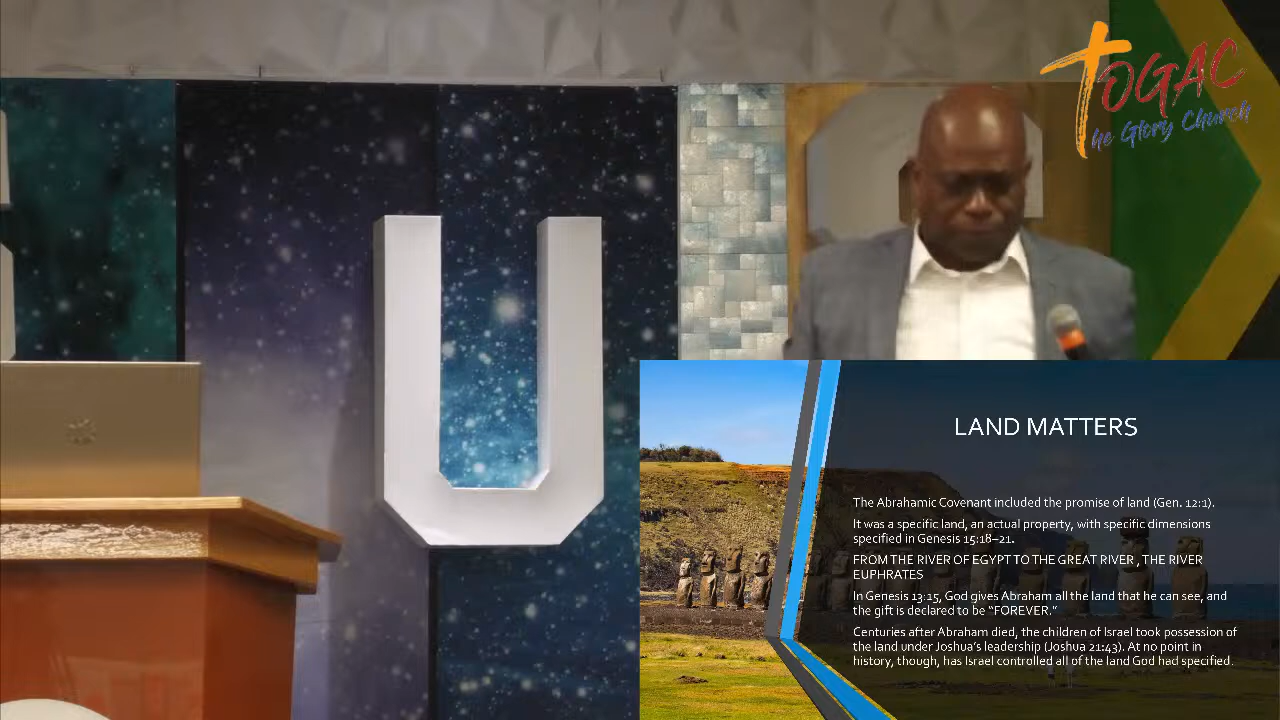 tOGAC
he Glory Church
U
LAND MATTERS
The Abrahamic Covenant included the promise of land (Gen. 12:1).
It was a specific land, an actual property, with specific dimensions
specified in Genesis 15:18–21.
FROM THE RIVER OF EGYPT TO THE GREAT RIVER , THE RIVER
EUPHRATES
In Genesis 13:15, God gives Abraham all the land that he can see, and
the gift is declared to be “FOREVER.”
Centuries after Abraham died, the children of Israel took possession of
the land under Joshua’s leadership (Joshua 21:43). At no point in
history, though, has Israel controlled all of the land God had specified.